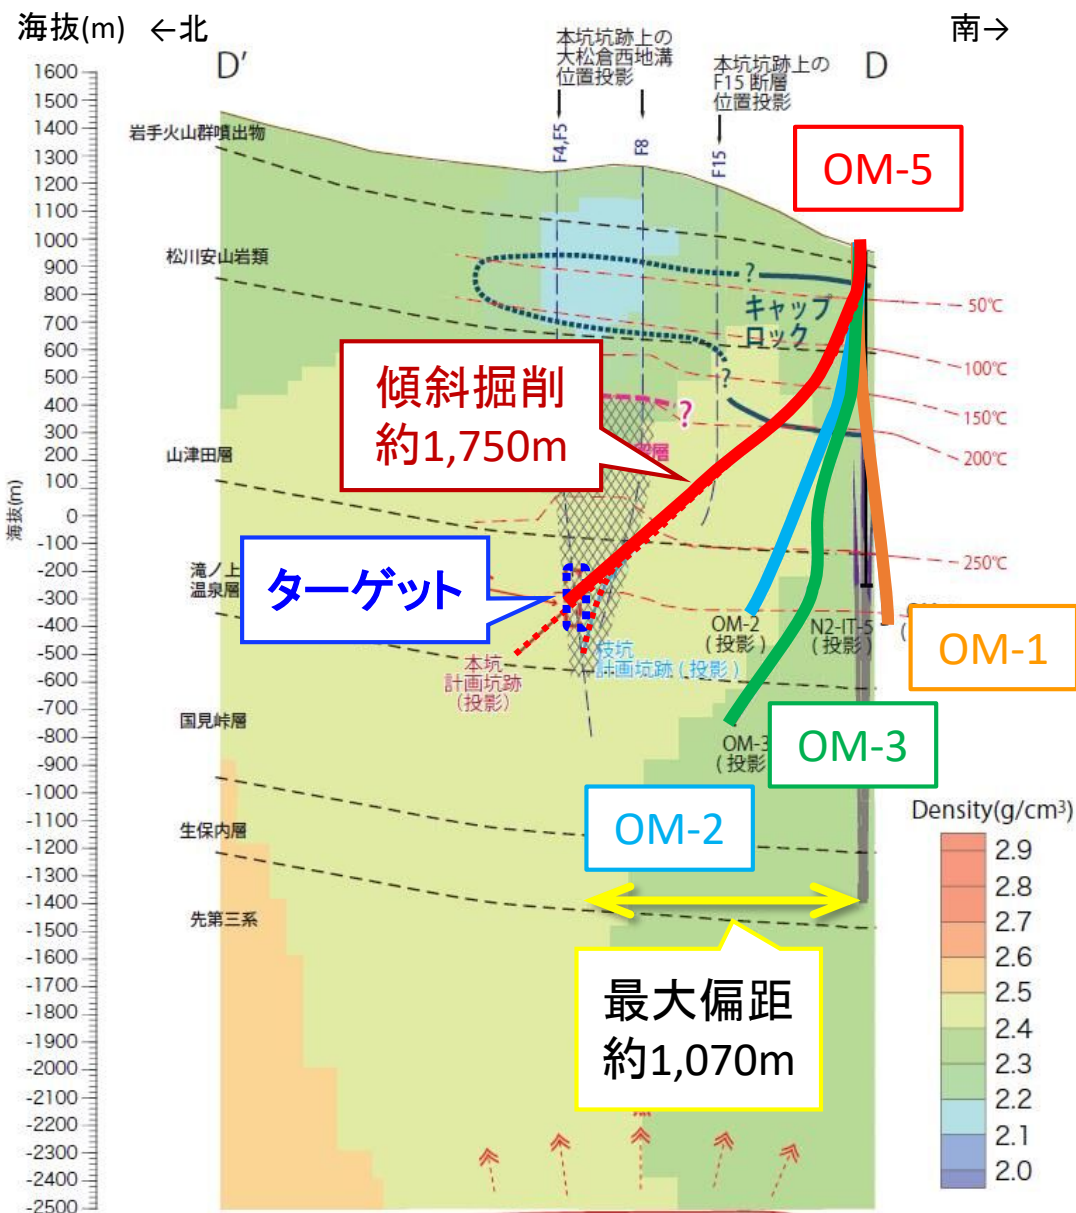 海抜(m) ←北
南→
D'
D
本坑坑跡上の
大松倉西地溝
位置投影
本坑坑跡上の
F15 断層
位置投影
F4,F5
F8
F15
OM-5
1600
1500
1400
1300
1200
1100
1000
900
800
700
600
500
400
300
200
100
0
-100
-200
-300
-400
-500
-600
-700
-800
-900
-1000
-1100
-1200
-1300
-1400
-1500
-1600
-1700
-1800
-1900
-2000
-2100
-2200
-2300
-2400
-2500
海抜(m)
岩手火山群噴出物
松川安山岩類
山津田層
滝ノ上
温泉層
国見峠層
生保内層
先第三系
?
キャップ
ロック
?
?
50℃
100℃
150℃
200℃
250℃
傾斜掘削
約1,750m
ターゲット
本坑
計画坑跡
(投影)
枝坑
計画坑跡(投影)
OM-2
(投影)
N2-IT-5
(投影)
OM-1
OM-3
(投影
OM-3
OM-2
最大偏距
約1,070m
Density(g/cm³)
2.9
2.8
2.7
2.6
2.5
2.4
2.3
2.2
2.1
2.0